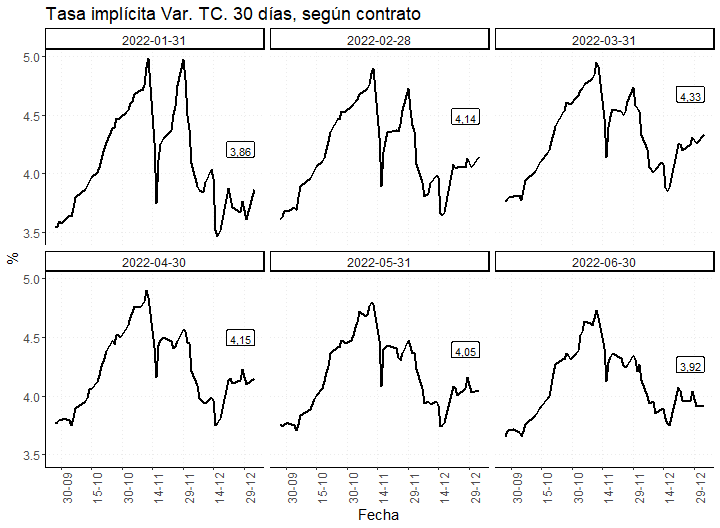 Tasa implícita Var. TC. 30 días, según contrato
2022-01-31 2022-02-28 2022-03-31
5.0
4.5
4.0
3.5
3,86 4,14 4,33
%
2022-04-30 2022-05-31 2022-06-30
5.0
4.5
4.0
3.5
4,15 4,05 3,92
30-09 15-10 30-10 14-11 29-11 14-12 29-12 30-09 15-10 30-10 14-11 29-11 14-12 29-12 30-09 15-10 30-10 14-11 29-11 14-12 29-12
Fecha